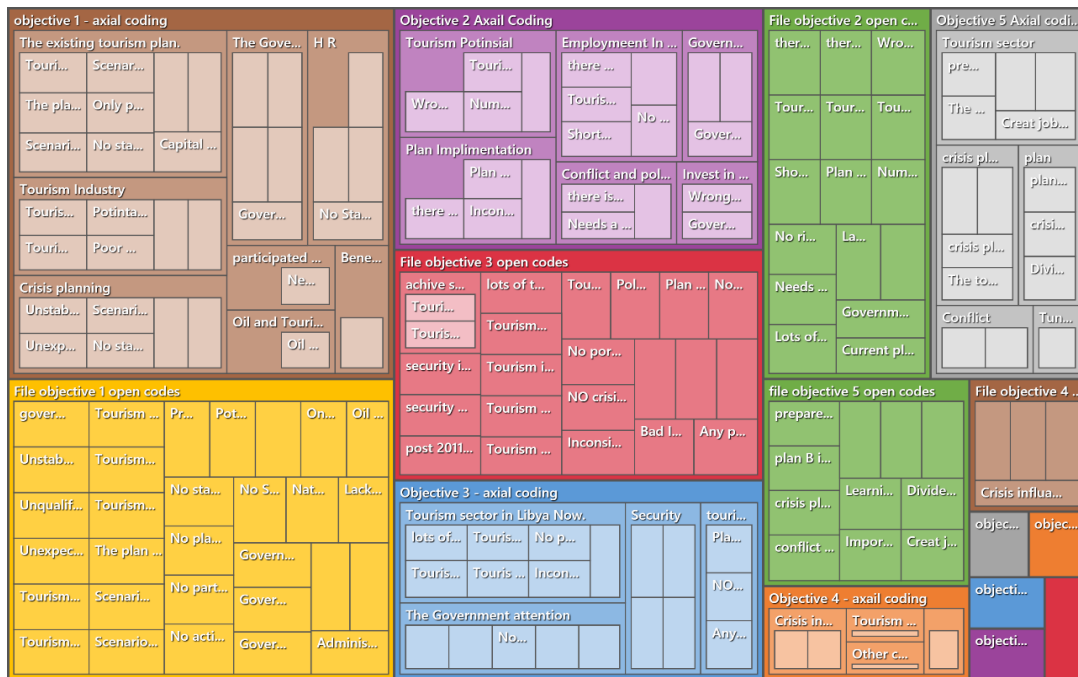 objective 1 - axial coding
The existing tourism plan.
Touri...
Scenar...
The pla...
Only p...
Scenari...
No sta...
Capital ...
The Gove...
Gover...
H R
No Sta...
Tourism Industry
Touris...
Potinta...
Touri...
Poor ...
participated ...
Ne...
Bene...
Crisis planning
Unstab...
Scenari...
Unexp...
No sta...
Oil and Touri...
Oil ...
Objective 2 Axail Coding
Tourism Potinsial
Touri...
Wro...
Num...
Employmeent In ...
there ...
Touris...
Short...
No ...
Govern...
Gover...
Plan Implimentation
Plan ...
there ...
Incon...
Conflict and pol...
there is...
Needs a ...
Invest in ...
Wrong...
Gover...
File objective 2 open c...
ther...
ther...
Wro...
Tour...
Tour...
Tou...
Sho...
Plan ...
Num...
No ri...
La...
Needs ...
Governm...
Lots of...
Current pl...
Objective 5 Axial codi...
Tourism sector
pre...
The ...
Creat job...
crisis pl...
crisis pl...
The to...
plan
plan...
crisi...
Divi...
Conflict
Tun...
File objective 3 open codes
achive s...
Touri...
Touris...
security i...
security ...
post 2011...
lots of t...
Tourism...
Tourism i...
Tourism ...
Tourism ...
Tou...
Pol...
Plan ...
No...
No por...
NO crisi...
Inconsi...
Bad I...
Any p...
File objective 1 open codes
gover...
Tourism ...
Pr...
Pot...
On...
Oil ...
Unstab...
Tourism...
Unqualif...
Tourism...
No sta...
No S...
Nat...
Lack...
Unexpec...
The plan ...
No pla...
Govern...
Tourism...
Scenari...
No part...
Gover...
Tourism...
Scenario...
No acti...
Gover...
Adminis...
Objective 3 - axial coding
Tourism sector in Libya Now.
lots of...
Touris...
No p...
Touris...
Touris ...
Incon...
The Government attention
No...
Security
touri...
Pla...
NO...
Any...
file objective 5 open codes
prepare...
plan B i...
crisis pl...
Learni...
Divide...
conflict ...
Impor...
Creat j...
File objective 4 ...
Crisis influa...
Objective 4 - axail coding
Crisis in...
Tourism ...
Other c...
objec...
objec...
objecti...
objecti...